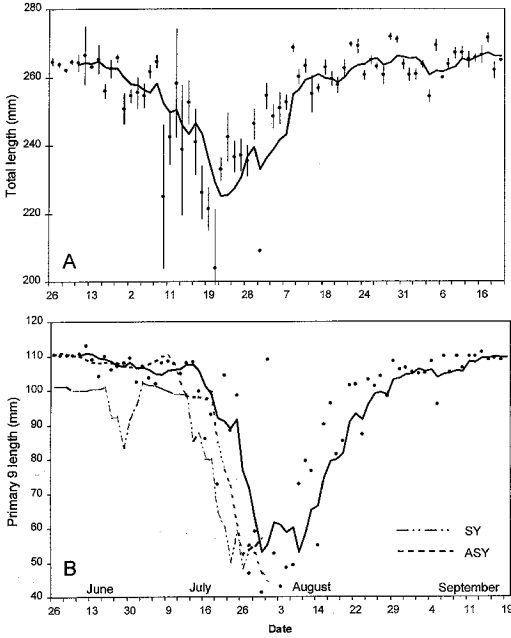 280
260
240
220
200
Total length (mm)
A
26 13 2 11 19 28 7 18 24 31 6 16
120
110
100
90
80
70
60
50
40
Primary 9 length (mm)
SY
ASY
B
June July August September
26 13 30 9 16 26 3 14 22 29 4 11 19
Date